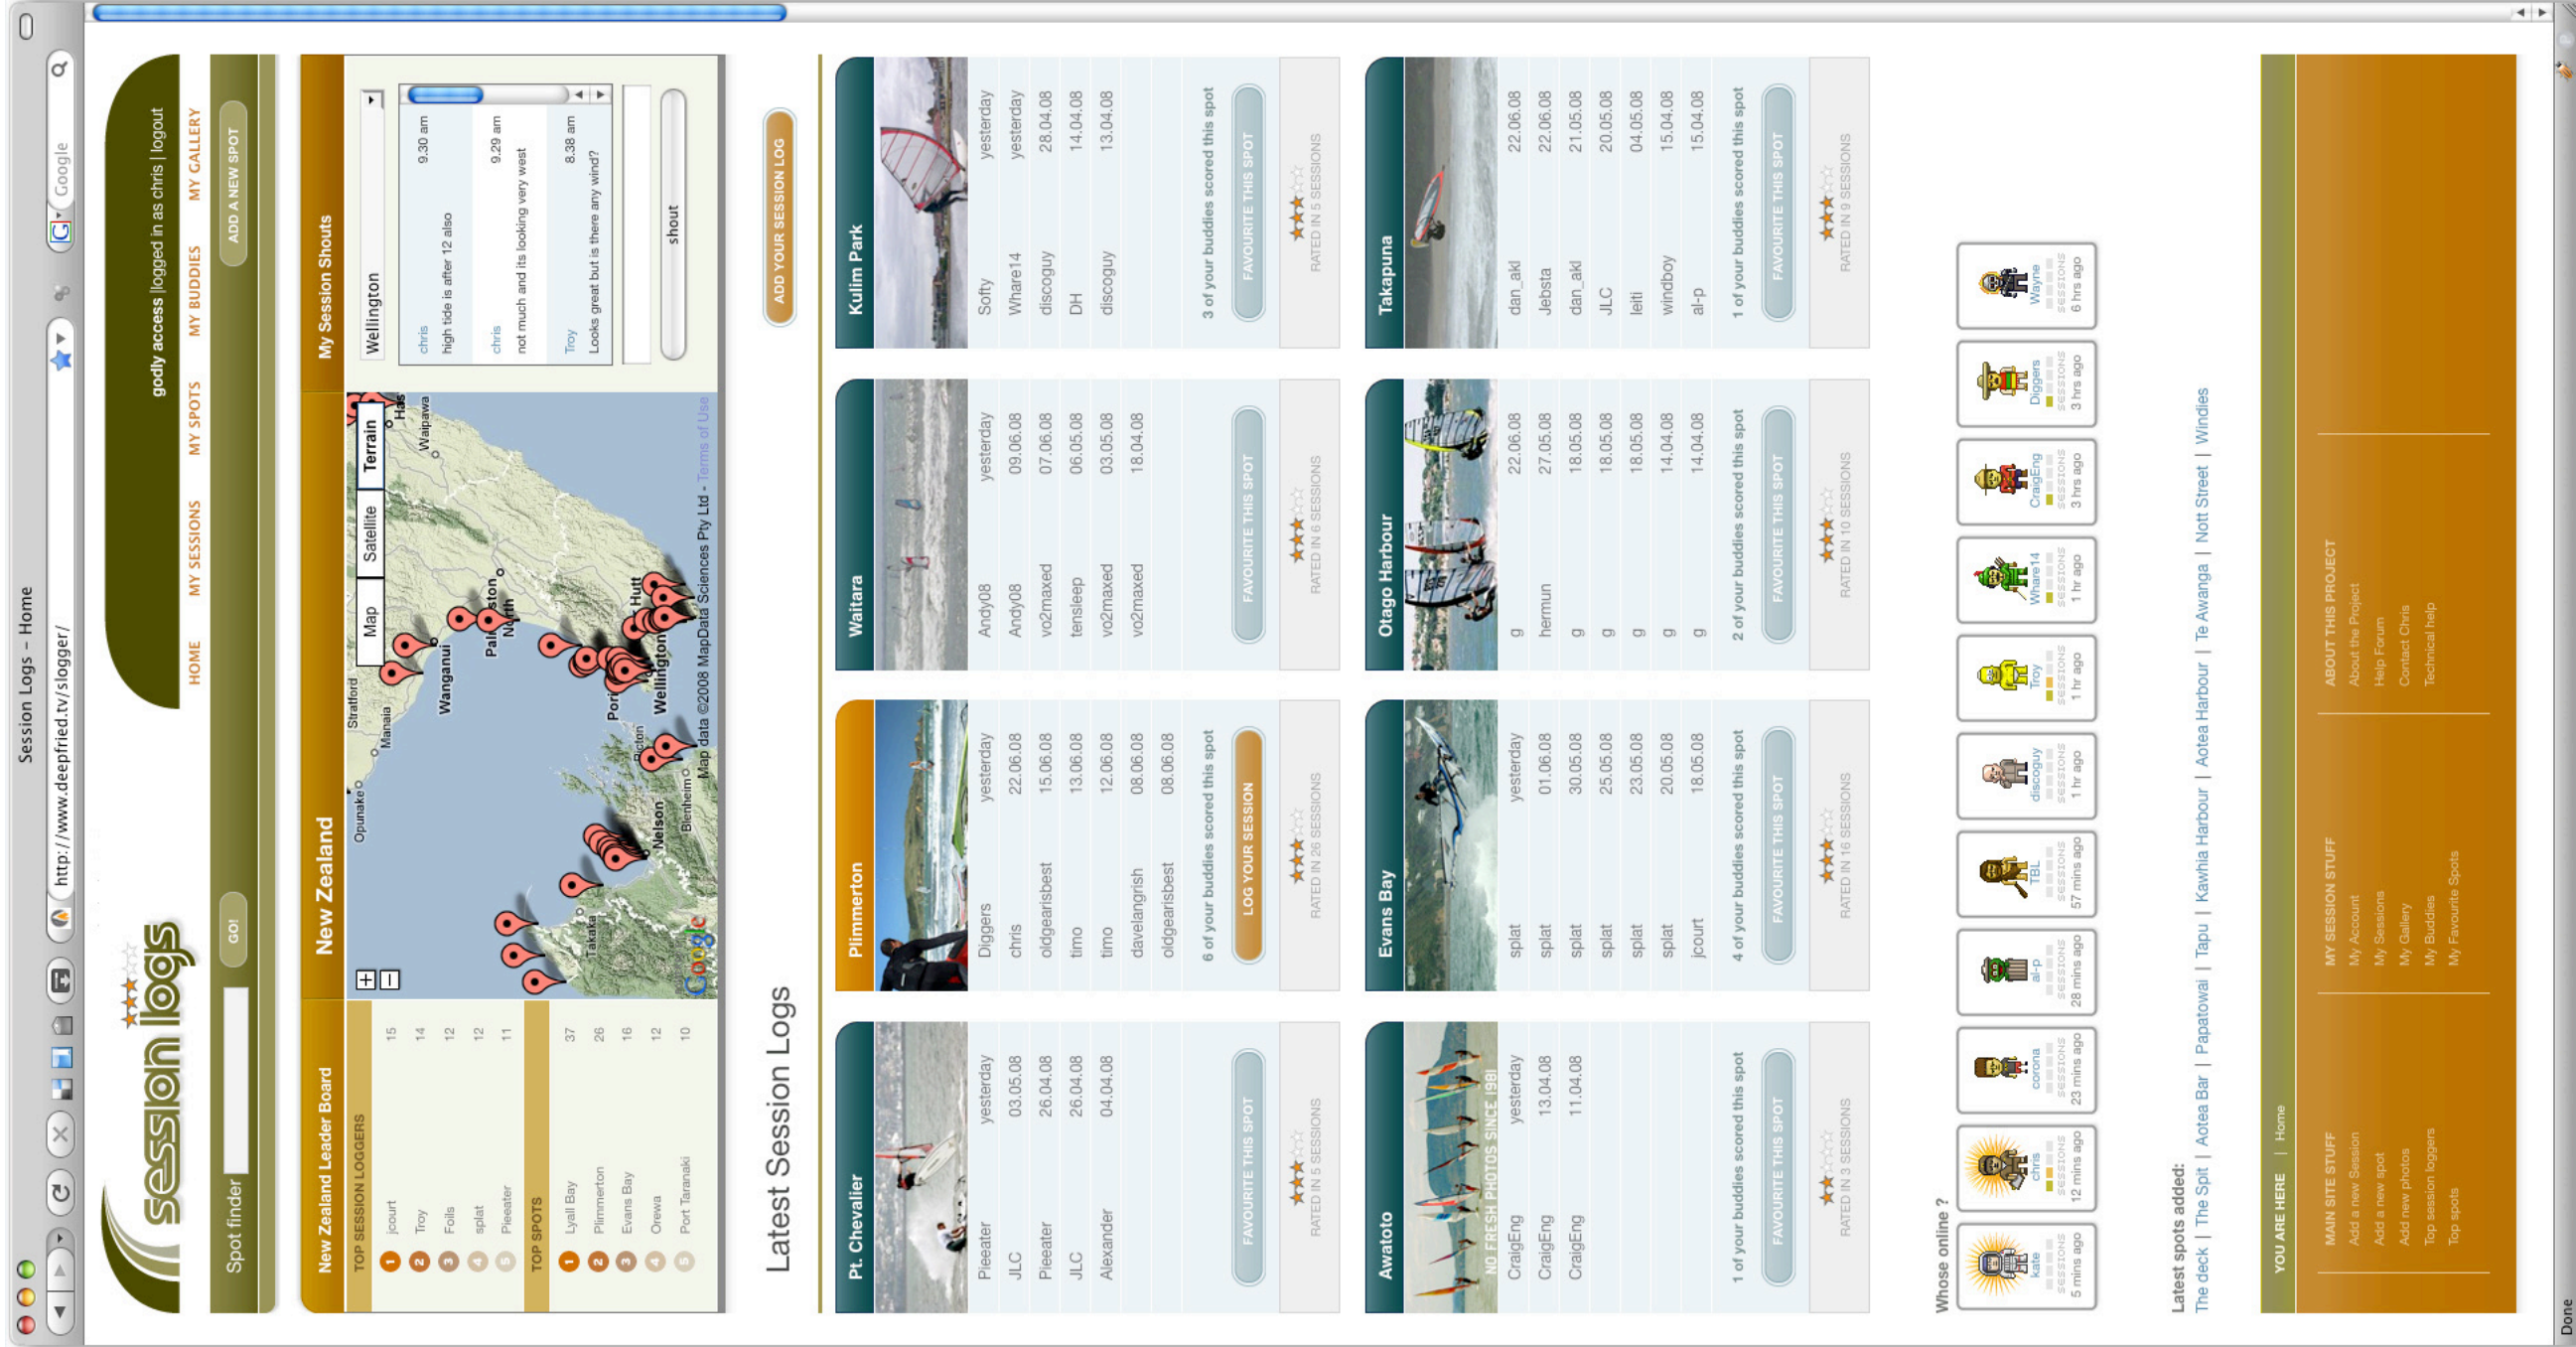 Session Logs – Home
http://www.deepfried.tv/slogger/
Google
session logs
godly access |logged in as chris | logout
HOME MY SESSIONS MY SPOTS MY BUDDIES MY GALLERY
Spot finder GO! ADD A NEW SPOT
New Zealand Leader Board
TOP SESSION LOGGERS
1 jcourt 15
2 Troy 14
3 Foils 12
4 splat 12
5 Pieeater 11
TOP SPOTS
1 Lyall Bay 37
2 Plimmerton 26
3 Evans Bay 16
4 Orewa 12
5 Port Taranaki 10
New Zealand
Map Satellite Terrain
Stratford
Opunake
Manaia
Has
Waipawa
Wanganui
ston
North
Takaka
Picton
Hutt
Nelson
Wellington
Blenheim
Google
Map data ©2008 MapData Sciences Pty Ltd - Terms of Use
My Session Shouts
Wellington
chris 9.30 am
high tide is after 12 also
chris 9.29 am
not much and its looking very west
Troy 8.38 am
Looks great but is there any wind?
shout
Latest Session Logs
ADD YOUR SESSION LOG
Pt. Chevalier
Pieeater yesterday
JLC 03.05.08
Pieeater 26.04.08
JLC 26.04.08
Alexander 04.04.08
FAVOURITE THIS SPOT
RATED IN 5 SESSIONS
Plimmerton
Diggers yesterday
chris 22.06.08
oldgearisbest 15.06.08
timo 13.06.08
timo 12.06.08
davelangrish 08.06.08
oldgearisbest 08.06.08
6 of your buddies scored this spot
LOG YOUR SESSION
RATED IN 26 SESSIONS
Waitara
Andy08 yesterday
Andy08 09.06.08
vo2maxed 07.06.08
tensleep 06.05.08
vo2maxed 03.05.08
vo2maxed 18.04.08
FAVOURITE THIS SPOT
RATED IN 6 SESSIONS
Kulim Park
Softy yesterday
Whare14 yesterday
discoguy 28.04.08
DH 14.04.08
discoguy 13.04.08
3 of your buddies scored this spot
FAVOURITE THIS SPOT
RATED IN 5 SESSIONS
Awatoto
NO FRESH PHOTOS SINCE 1981
CraigEng yesterday
CraigEng 13.04.08
CraigEng 11.04.08
1 of your buddies scored this spot
FAVOURITE THIS SPOT
RATED IN 3 SESSIONS
Evans Bay
splat yesterday
splat 01.06.08
splat 30.05.08
splat 25.05.08
splat 23.05.08
splat 20.05.08
jcourt 18.05.08
4 of your buddies scored this spot
FAVOURITE THIS SPOT
RATED IN 16 SESSIONS
Otago Harbour
g 22.06.08
hermun 27.05.08
g 18.05.08
g 18.05.08
g 18.05.08
g 14.04.08
g 14.04.08
2 of your buddies scored this spot
FAVOURITE THIS SPOT
RATED IN 10 SESSIONS
Takapuna
dan_akl 22.06.08
Jebsta 22.06.08
dan_akl 21.05.08
JLC 20.05.08
leiti 04.05.08
windboy 15.04.08
al-p 15.04.08
1 of your buddies scored this spot
FAVOURITE THIS SPOT
RATED IN 9 SESSIONS
Whose online ?
kate chris corona al-p TBL discoguy Troy Whare14 CraigEng Diggers Wayne
SESSIONS SESSIONS SESSIONS SESSIONS SESSIONS SESSIONS SESSIONS SESSIONS SESSIONS SESSIONS SESSIONS
5 mins ago 12 mins ago 23 mins ago 28 mins ago 57 mins ago 1 hr ago 1 hr ago 1 hr ago 3 hrs ago 3 hrs ago 6 hrs ago
Latest spots added:
The deck | The Spit | Aotea Bar | Papatowai | Tapu | Kawhia Harbour | Aotea Harbour | Te Awanga | Nott Street | Windies
YOU ARE HERE | Home
MAIN SITE STUFF
Add a new Session
Add a new spot
Add new photos
Top session loggers
Top spots
MY SESSION STUFF
My Account
My Sessions
My Gallery
My Buddies
My Favourite Spots
ABOUT THIS PROJECT
About the Project
Help Forum
Contact Chris
Technical help
Done